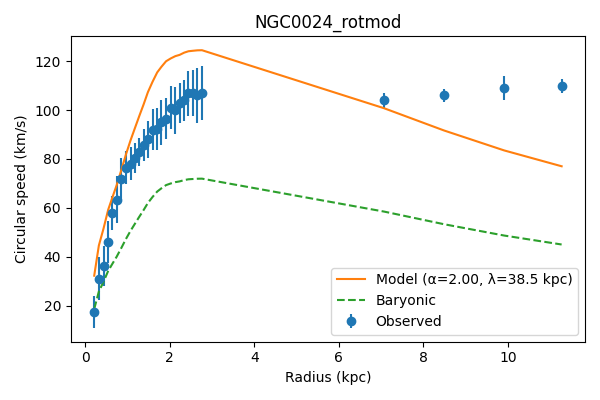 NGC0024_rotmod
Circular speed (km/s)
120
100
80
60
40
20
0
2
4
6
8
10
Radius (kpc)
Model (α=2.00, λ=38.5 kpc)
Baryonic
Observed